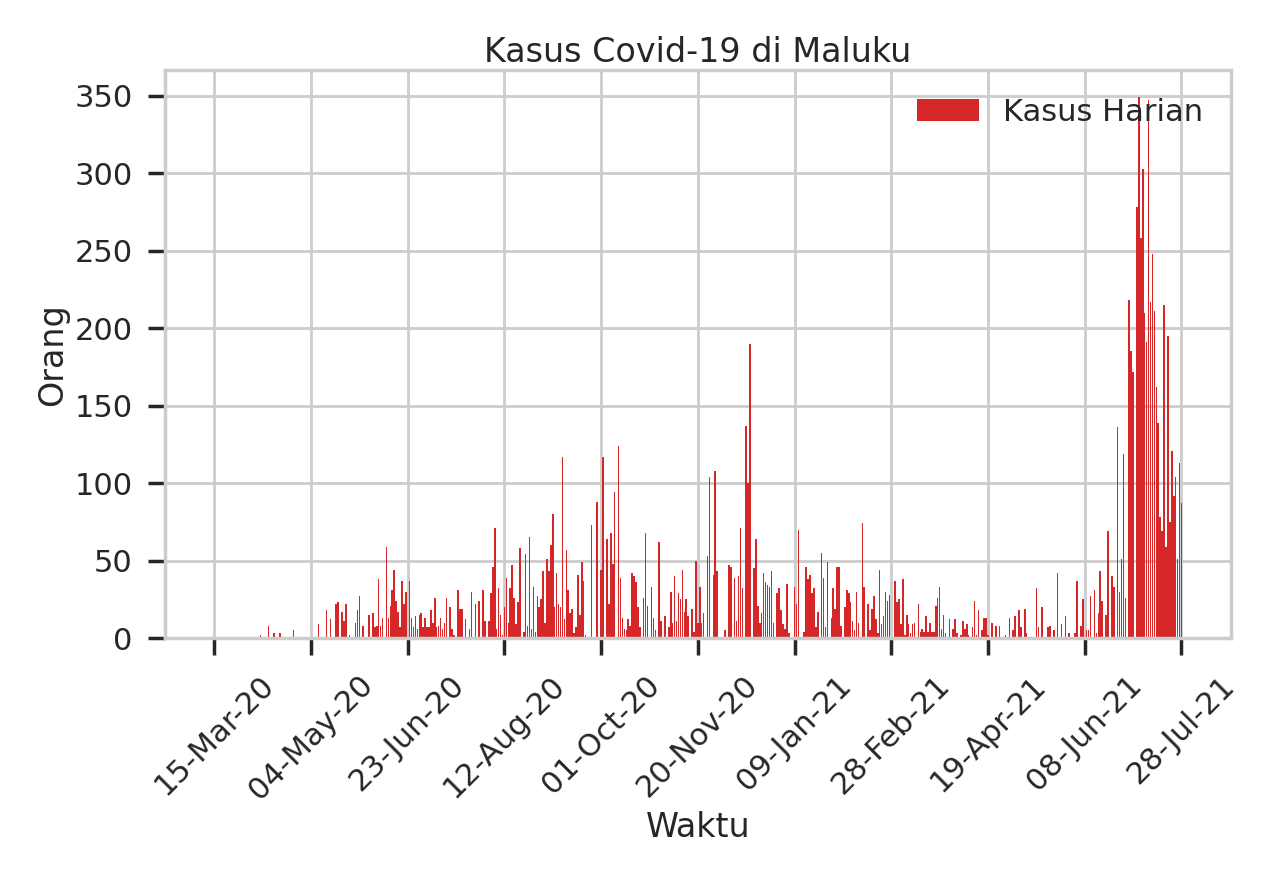 Kasus Covid-19 di Maluku
Kasus Harian
350
300
250
200
150
100
50
0
Orang
15-Mar-20
04-May-20
23-Jun-20
12-Aug-20
01-Oct-20
20-Nov-20
09-Jan-21
28-Feb-21
19-Apr-21
08-Jun-21
28-Jul-21
Waktu